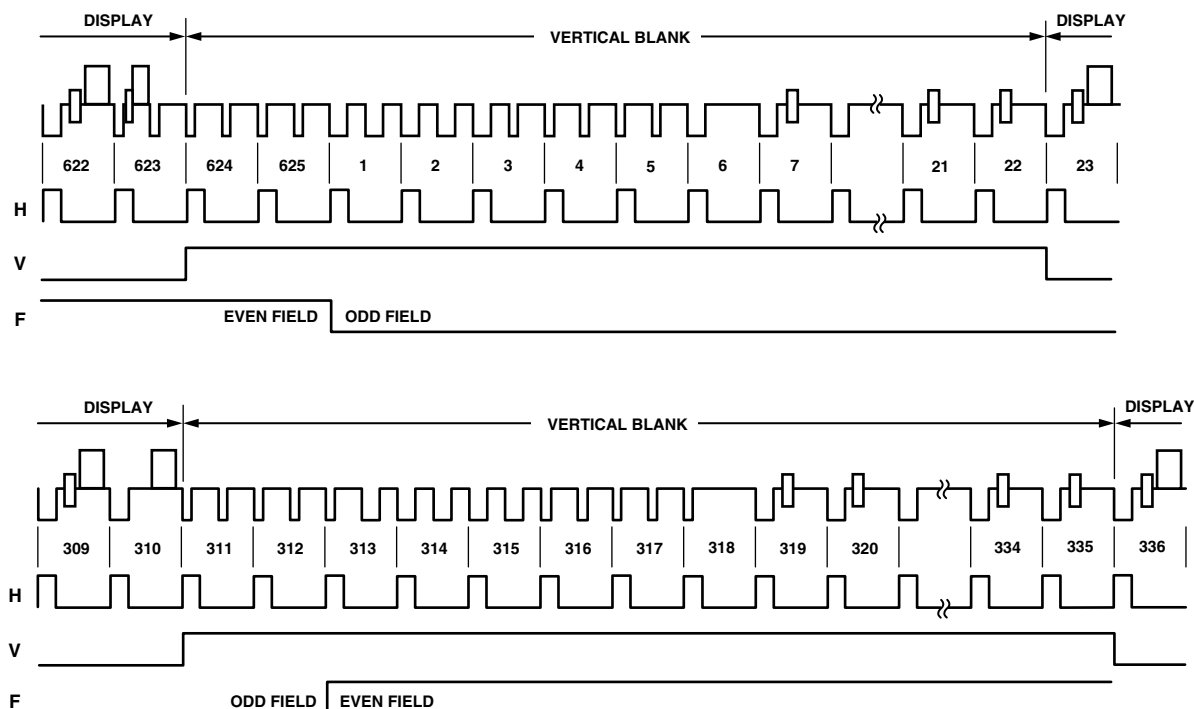 DISPLAY DISPLAY
VERTICAL BLANK
622 623 624 625 1 2 3 4 5 6 7 21 22 23
H
V
F EVEN FIELD ODD FIELD
DISPLAY DISPLAY
VERTICAL BLANK
309 310 311 312 313 314 315 316 317 318 319 320 334 335 336
H
V
F ODD FIELD EVEN FIELD